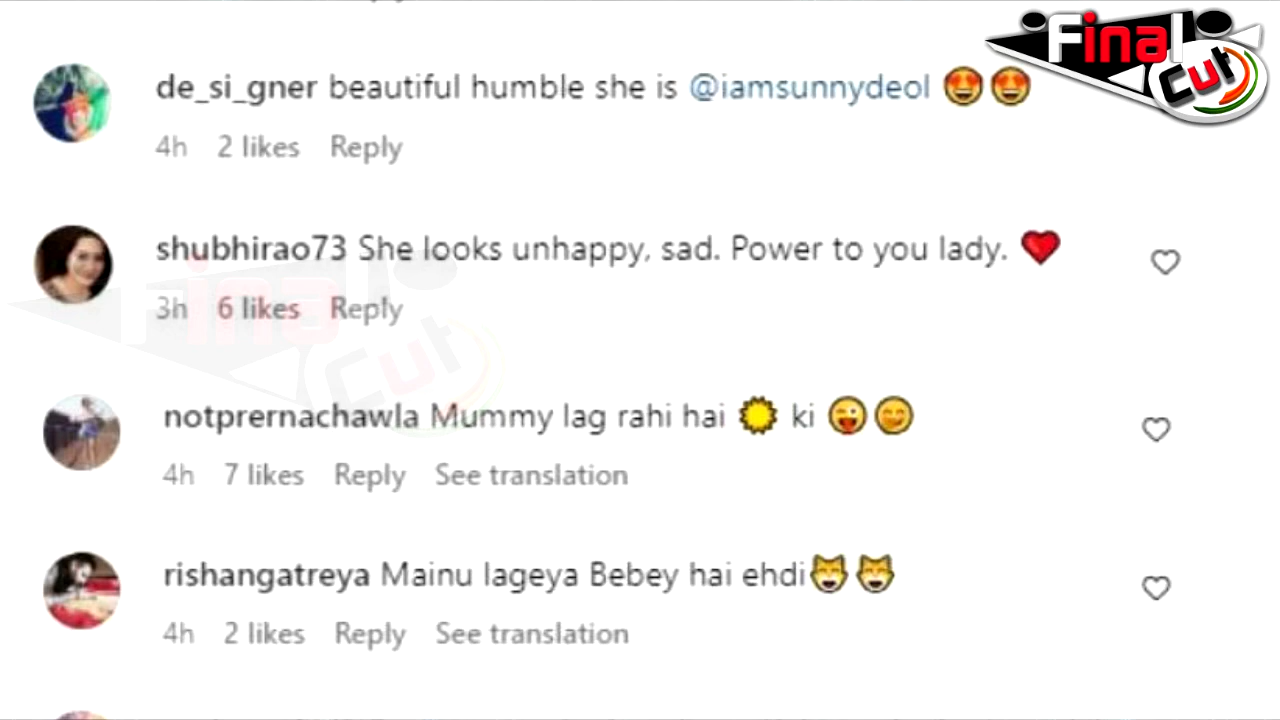 Final
Cut
de_si_gner beautiful humble she is @iamsunnydeol 😍😍
4h 2 likes Reply
shubhirao73 She looks unhappy, sad. Power to you lady. ❤️
3h 6 likes Reply
Final
Cut
notprernachawla Mummy lag rahi hai ☀️ ki 😜😊
4h 7 likes Reply See translation
rishangatreya Mainu lageya Bebey hai ehdi😸😸
4h 2 likes Reply See translation